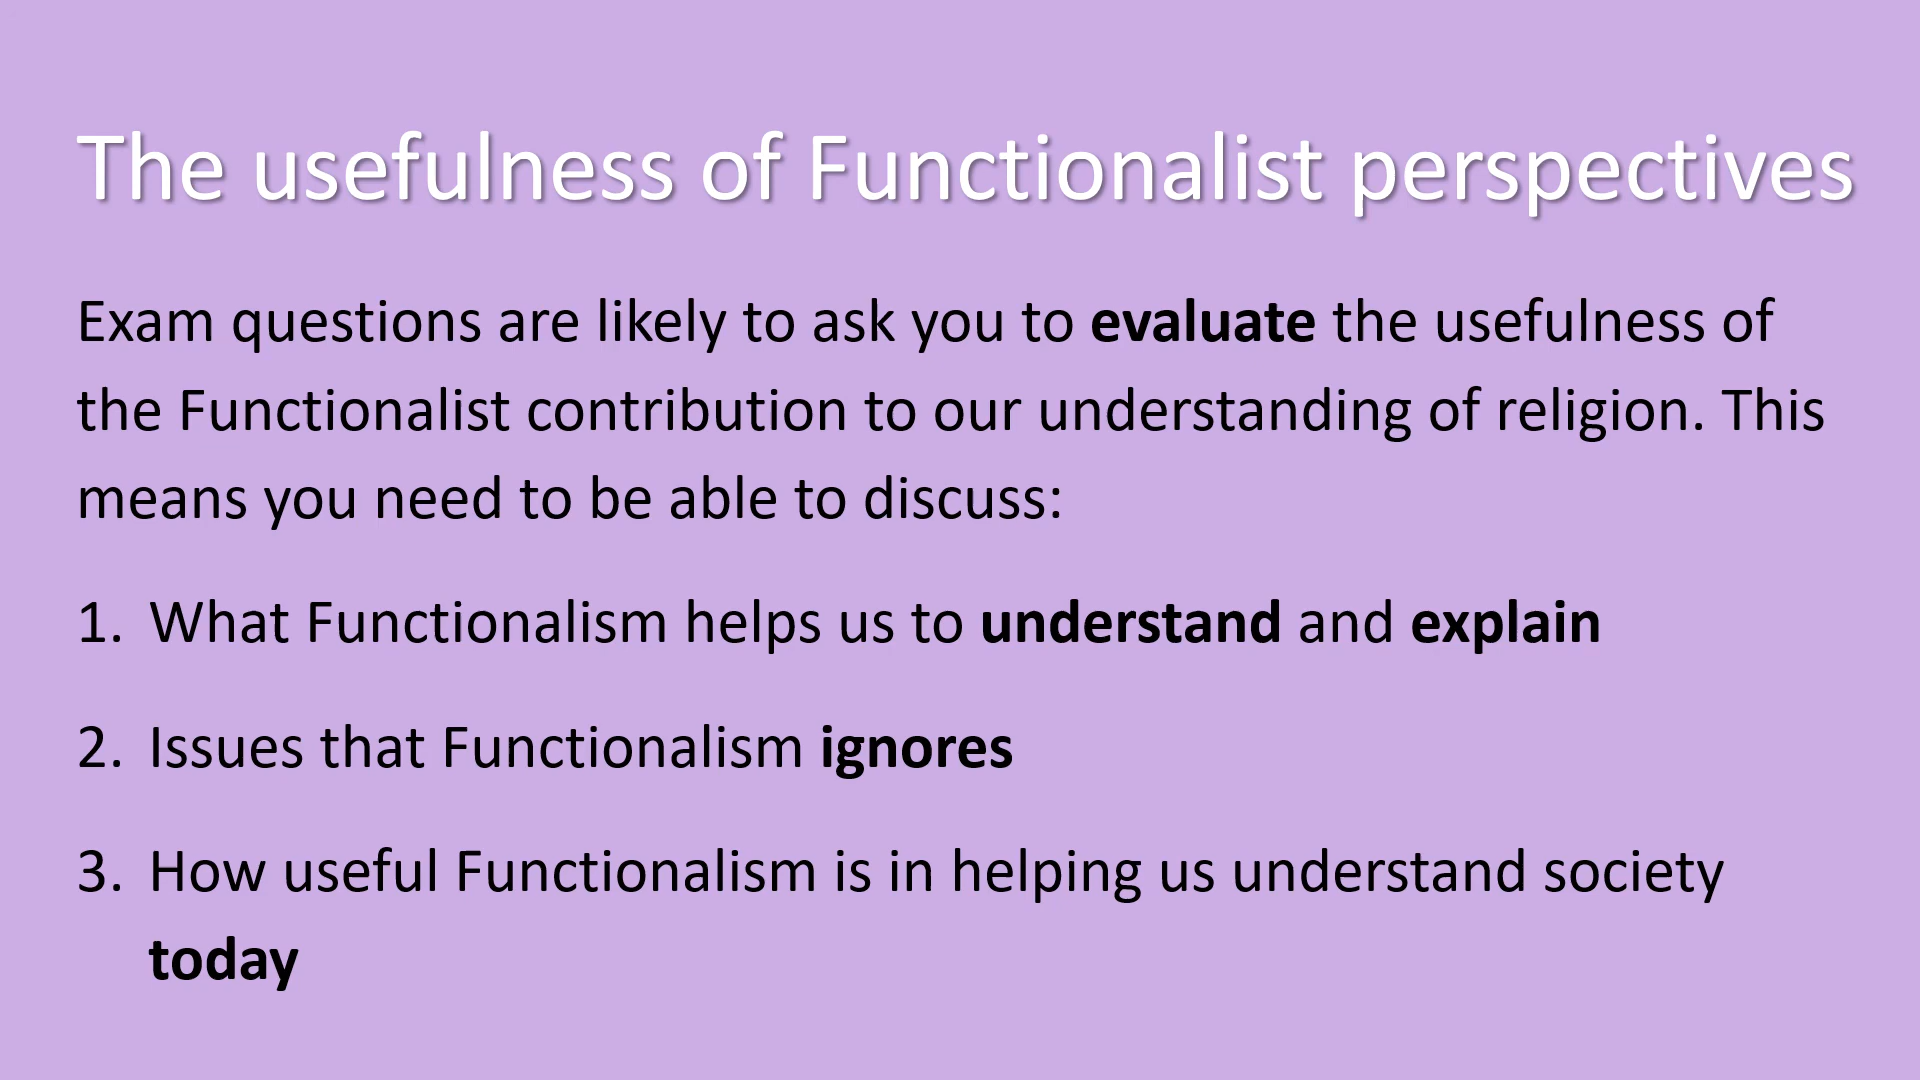 The usefulness of Functionalist perspectives
Exam questions are likely to ask you to evaluate the usefulness of
the Functionalist contribution to our understanding of religion. This
means you need to be able to discuss:
1. What Functionalism helps us to understand and explain
2. Issues that Functionalism ignores
3. How useful Functionalism is in helping us understand society
today